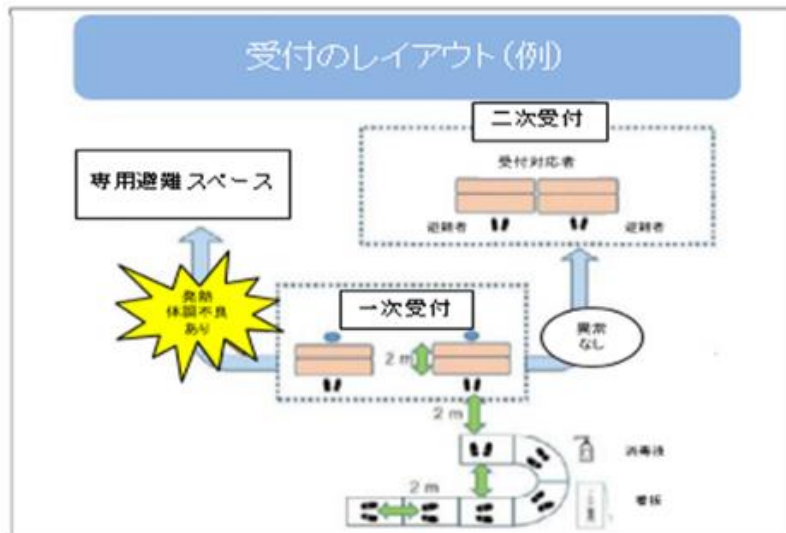 受付のレイアウト(例)
二次受付
受付対応者
専用避難スペース
避難者
避難者
発熱
体調不良
あり
一次受付
異常
なし
2m
2m
消毒液
2m
看板